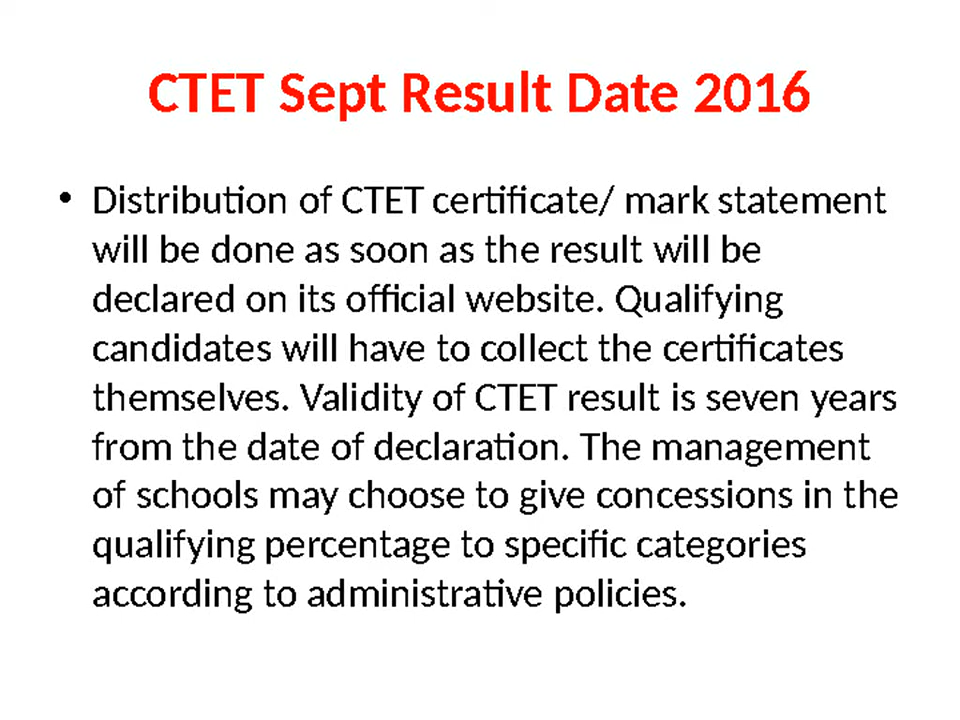 CTET Sept Result Date 2016
• Distribution of CTET certificate/ mark statement
will be done as soon as the result will be
declared on its official website. Qualifying
candidates will have to collect the certificates
themselves. Validity of CTET result is seven years
from the date of declaration. The management
of schools may choose to give concessions in the
qualifying percentage to specific categories
according to administrative policies.